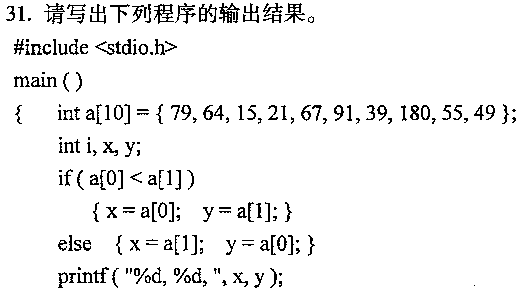 31. 请写出下列程序的输出结果。
#include <stdio.h>
main ( )
{ int a[10] = { 79, 64, 15, 21, 67, 91, 39, 180, 55, 49 };
int i, x, y;
if ( a[0] < a[1] )
{ x = a[0]; y = a[1]; }
else { x = a[1]; y = a[0]; }
printf ( "%d, %d, ", x, y );